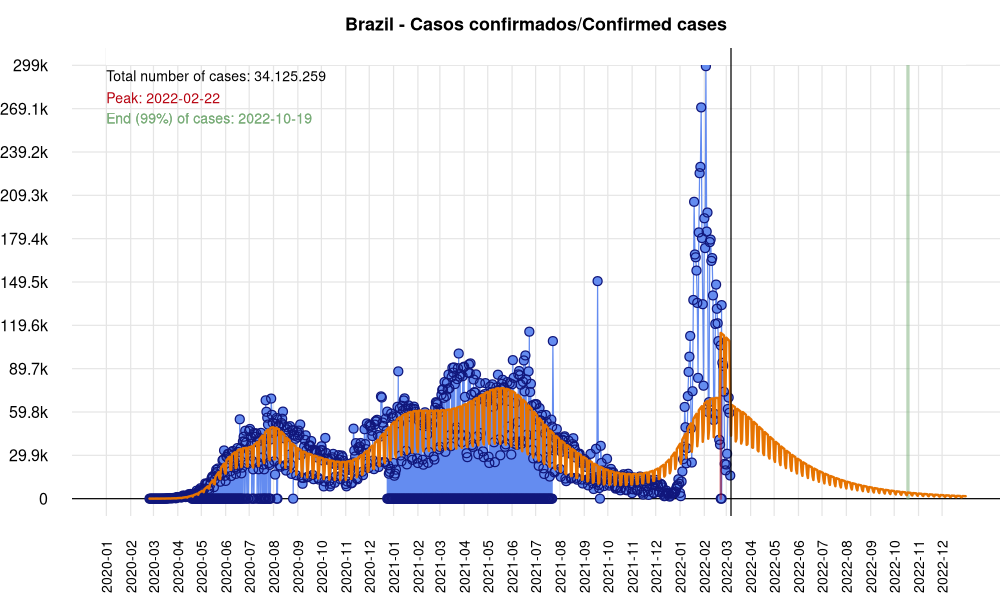 Brazil - Casos confirmados/Confirmed cases
299k
269.1k
239.2k
209.3k
179.4k
149.5k
119.6k
89.7k
59.8k
29.9k
0
Total number of cases: 34.125.259
Peak: 2022-02-22
End (99%) of cases: 2022-10-19
2020-01
2020-02
2020-03
2020-04
2020-05
2020-06
2020-07
2020-08
2020-09
2020-10
2020-11
2020-12
2021-01
2021-02
2021-03
2021-04
2021-05
2021-06
2021-07
2021-08
2021-09
2021-10
2021-11
2021-12
2022-01
2022-02
2022-03
2022-04
2022-05
2022-06
2022-07
2022-08
2022-09
2022-10
2022-11
2022-12